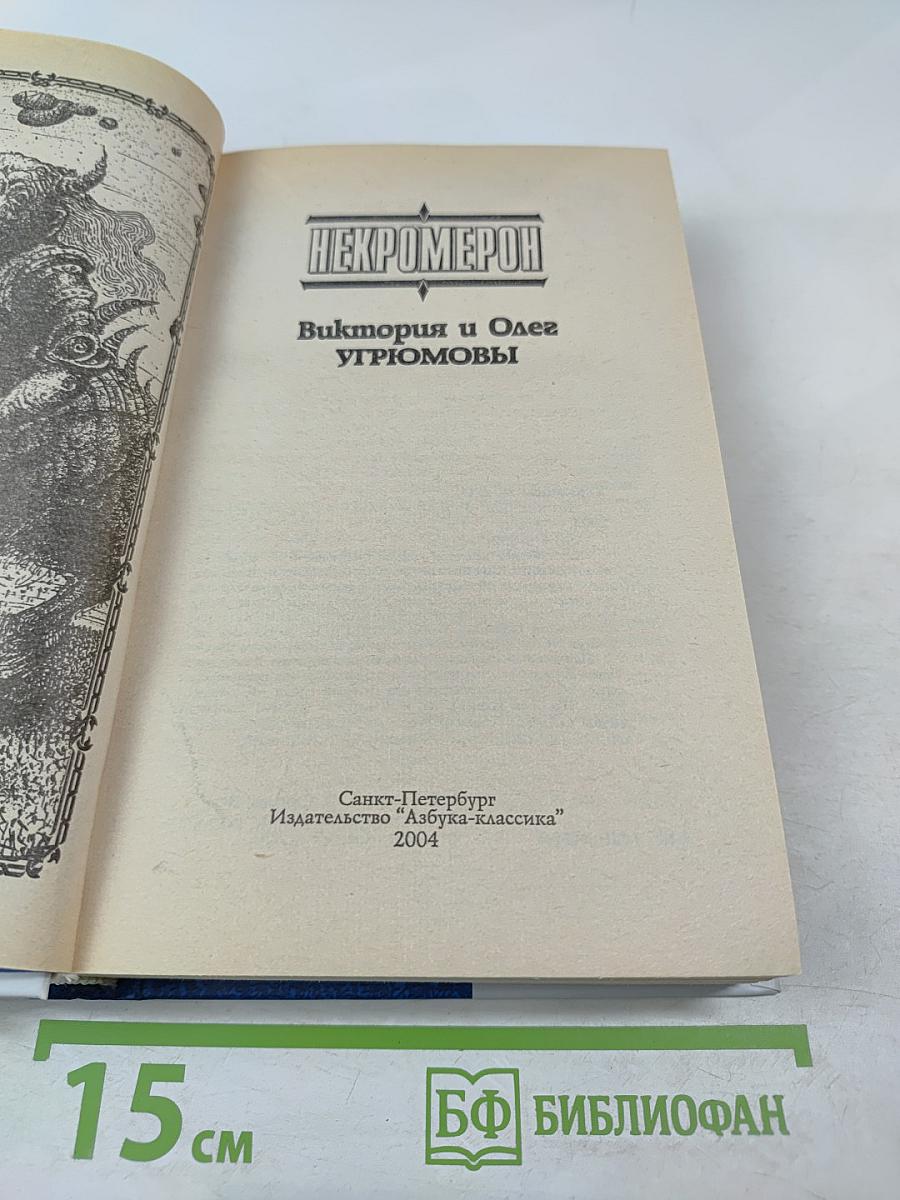 НЕКРОМЕРОН
Виктория и Олег
УГРЮМОВЫ
Санкт-Петербург
Издательство "Азбука-классика"
2004
15 см
БФ БИБЛИОФАН